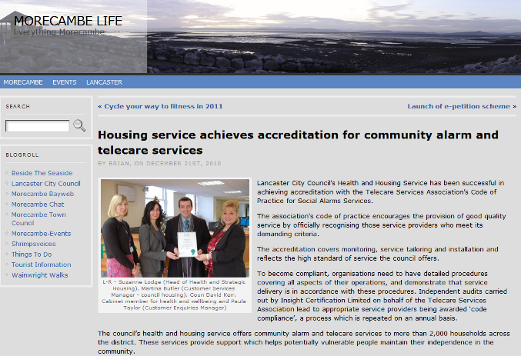 MORECAMBE LIFE
Everything Morecambe
MORECAMBE EVENTS LANCASTER
SEARCH
BLOGROLL
Beside The Seaside
Lancaster City Council
Morecambe Bayweb
Morecambe Chat
Morecambe Town
Council
Morecambe-Events
Shrimpsvoices
Things To Do
Tourist Information
Wainwright Walks
« Cycle your way to fitness in 2011
Launch of e-petition scheme »
Housing service achieves accreditation for community alarm and
telecare services
BY BRIAN, ON DECEMBER 21ST, 2010
L-R - Suzanne Lodge (Head of Health and Strategic
Housing), Martina Butler (Customer Services
Manager - council housing), Coun David Kerr,
Cabinet member for health and wellbeing and Paula
Taylor (Customer Enquiries Manager)
Lancaster City Council's Health and Housing Service has been successful in
achieving accreditation with the Telecare Services Association's Code of
Practice for Social Alarms Services.
The association's code of practice encourages the provision of good quality
service by officially recognising those service providers who meet its
demanding criteria.
The accreditation covers monitoring, service tailoring and installation and
reflects the high standard of service the council offers.
To become compliant, organisations need to have detailed procedures
covering all aspects of their operations, and demonstrate that service
delivery is in accordance with these procedures. Independent audits carried
out by Insight Certification Limited on behalf of the Telecare Services
Association lead to appropriate service providers being awarded 'code
compliance', a process which is repeated on an annual basis.
The council's health and housing service offers community alarm and telecare services to more than 2,000 households across
the district. These services provide support which helps potentially vulnerable people maintain their independence in the
community.